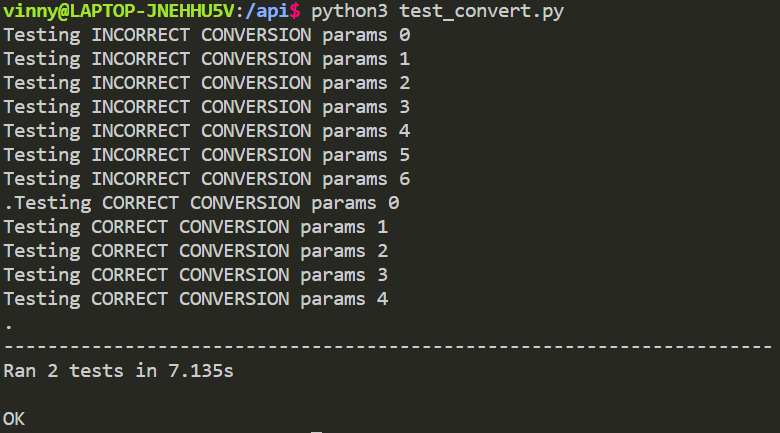 vinny@LAPTOP-JNEHHU5V:/api$ python3 test_convert.py
Testing INCORRECT CONVERSION params 0
Testing INCORRECT CONVERSION params 1
Testing INCORRECT CONVERSION params 2
Testing INCORRECT CONVERSION params 3
Testing INCORRECT CONVERSION params 4
Testing INCORRECT CONVERSION params 5
Testing INCORRECT CONVERSION params 6
.Testing CORRECT CONVERSION params 0
Testing CORRECT CONVERSION params 1
Testing CORRECT CONVERSION params 2
Testing CORRECT CONVERSION params 3
Testing CORRECT CONVERSION params 4
.
----------------------------------------------------------------------
Ran 2 tests in 7.135s
OK